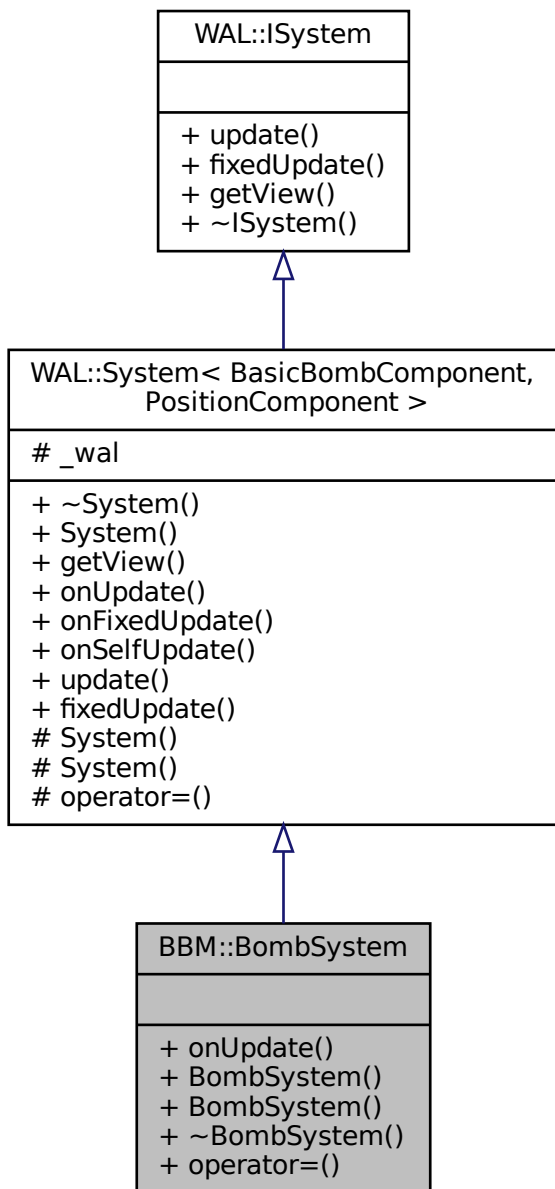 WAL::ISystem
+ update()
+ fixedUpdate()
+ getView()
+ ~ISystem()
WAL::System< BasicBombComponent,
PositionComponent >
# _wal
+ ~System()
+ System()
+ getView()
+ onUpdate()
+ onFixedUpdate()
+ onSelfUpdate()
+ update()
+ fixedUpdate()
# System()
# System()
# operator=()
BBM::BombSystem
+ onUpdate()
+ BombSystem()
+ BombSystem()
+ ~BombSystem()
+ operator=()